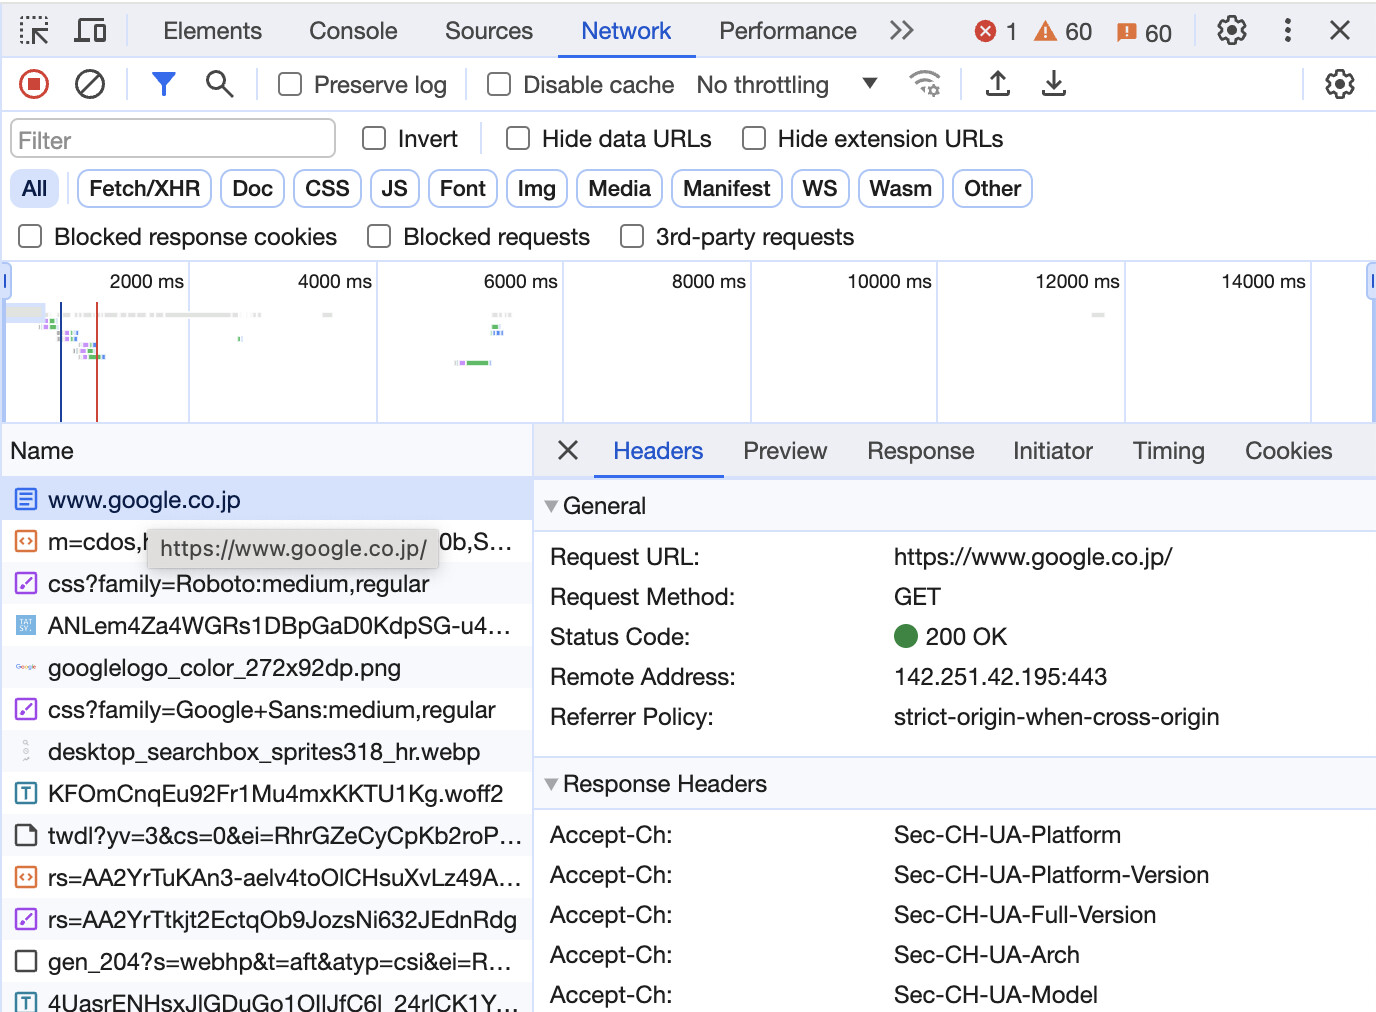 Elements Console Sources Network Performance 1 60 60
Preserve log Disable cache No throttling
Filter Invert Hide data URLs Hide extension URLs
All Fetch/XHR Doc CSS JS Font Img Media Manifest WS Wasm Other
Blocked response cookies Blocked requests 3rd-party requests
2000 ms 4000 ms 6000 ms 8000 ms 10000 ms 12000 ms 14000 ms
Name
www.google.co.jp
m=cdos, 0b,S...
https://www.google.co.jp/
css?family=Roboto:medium,regular
ANLem4Za4WGRs1DBpGaD0KdpSG-u4...
googlelogo_color_272x92dp.png
css?family=Google+Sans:medium,regular
desktop_searchbox_sprites318_hr.webp
KFOmCnqEu92Fr1Mu4mxKKTU1Kg.woff2
twdl?yv=3&cs=0&ei=RhrGZeCyCpKb2roP...
rs=AA2YrTuKAn3-aelv4toOlCHsuXvLz49A...
rs=AA2YrTtkjt2EctqOb9JozsNi632JEdnRdg
gen_204?s=webhp&t=aft&atyp=csi&ei=R...
Headers Preview Response Initiator Timing Cookies
General
Request URL: https://www.google.co.jp/
Request Method: GET
Status Code: 200 OK
Remote Address: 142.251.42.195:443
Referrer Policy: strict-origin-when-cross-origin
Response Headers
Accept-Ch: Sec-CH-UA-Platform
Accept-Ch: Sec-CH-UA-Platform-Version
Accept-Ch: Sec-CH-UA-Full-Version
Accept-Ch: Sec-CH-UA-Arch
Accept-Ch: Sec-CH-UA-Model